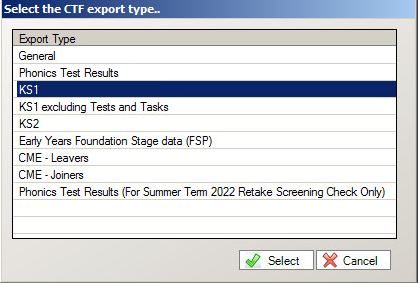 Select the CTF export type..
Export Type
General
Phonics Test Results
KS1
KS1 excluding Tests and Tasks
KS2
Early Years Foundation Stage data (FSP)
CME - Leavers
CME - Joiners
Phonics Test Results (For Summer Term 2022 Retake Screening Check Only)
Select
Cancel